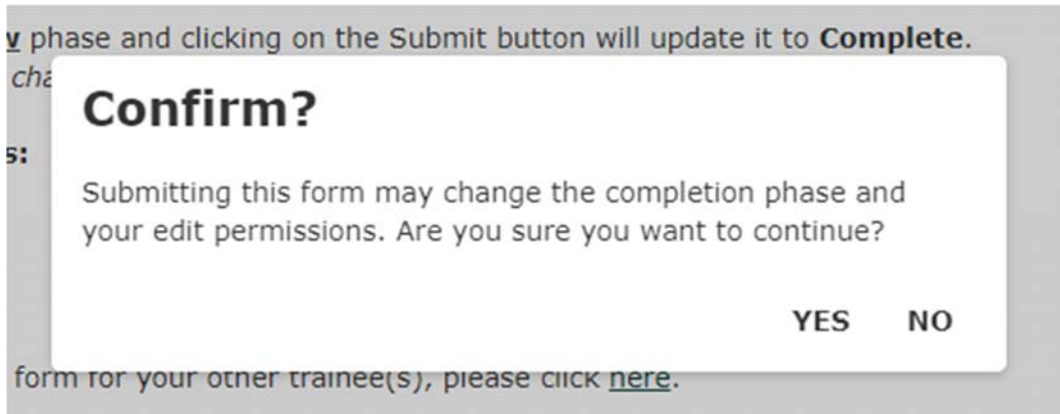 v phase and clicking on the Submit button will update it to Complete.
cha
Confirm?
s:
Submitting this form may change the completion phase and
your edit permissions. Are you sure you want to continue?
YES NO
form for your other trainee(s), please click here.